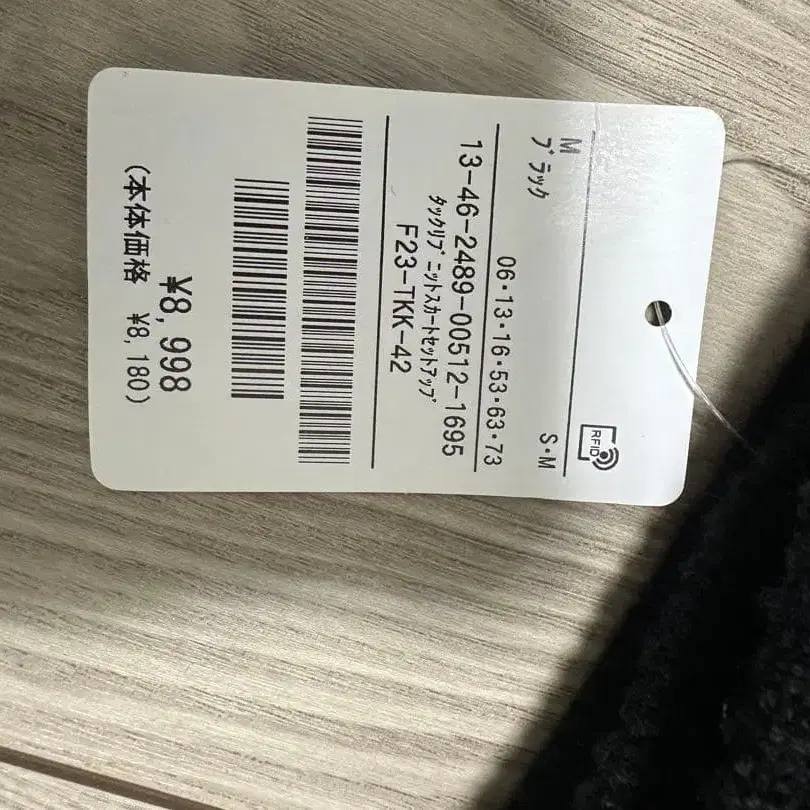 RFID
M
ブラック
S・M
06・13・16・53・63・73
13-46-2489-00512-1695
タックリブニットスカートセットアップ
F23-TKK-42
¥8,998
(本体価格 ¥8,180)